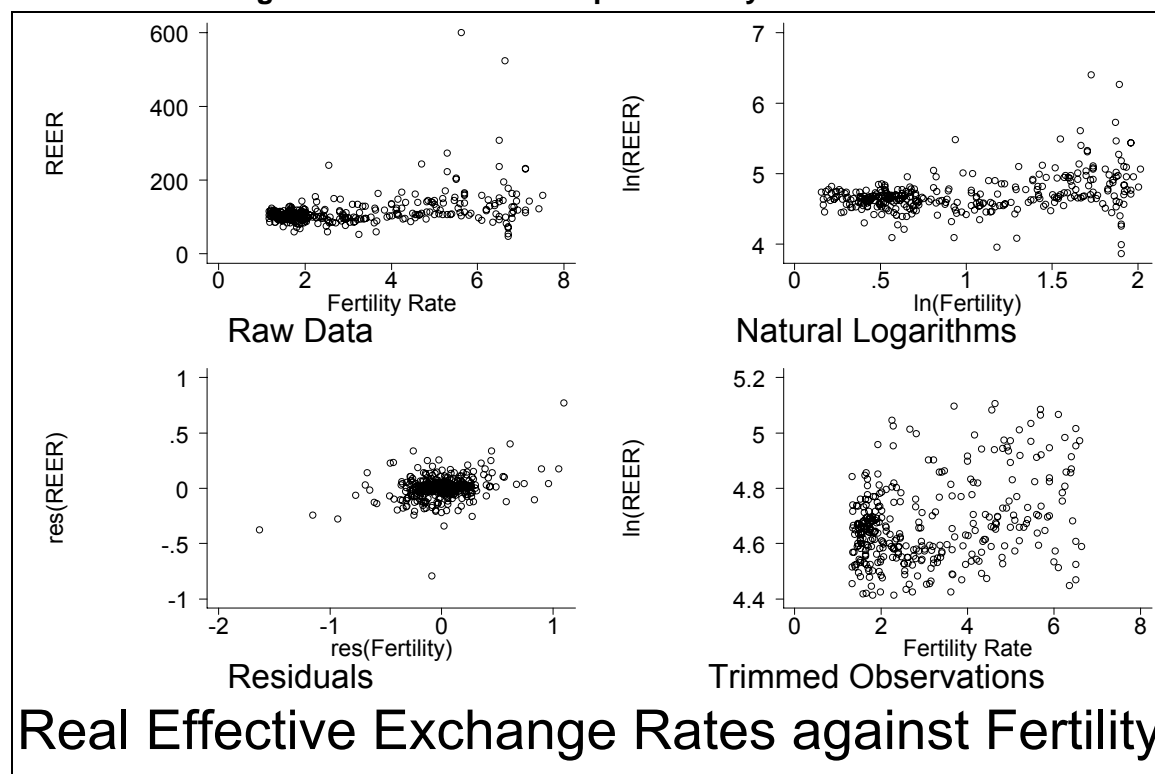 600
400
200
0
REER
0 2 4 6 8
Fertility Rate
Raw Data
7
6
5
4
ln(REER)
0 .5 1 1.5 2
ln(Fertility)
Natural Logarithms
1
.5
0
-.5
-1
res(REER)
-2 -1 0 1
res(Fertility)
Residuals
5.2
5
4.8
4.6
4.4
ln(REER)
0 2 4 6 8
Fertility Rate
Trimmed Observations
Real Effective Exchange Rates against Fertility